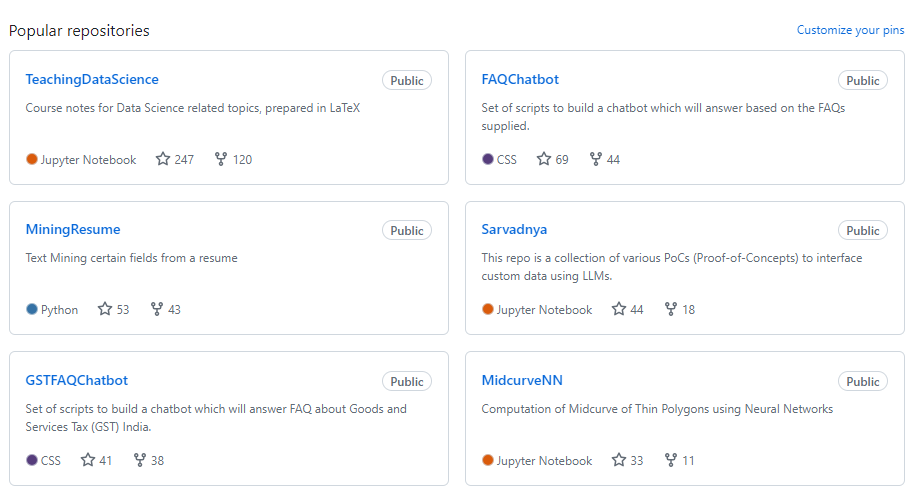 Popular repositories
Customize your pins
TeachingDataScience
Public
Course notes for Data Science related topics, prepared in LaTeX
Jupyter Notebook 247 120
FAQChatbot
Public
Set of scripts to build a chatbot which will answer based on the FAQs
supplied.
CSS 69 44
MiningResume
Public
Text Mining certain fields from a resume
Python 53 43
Sarvadnya
Public
This repo is a collection of various PoCs (Proof-of-Concepts) to interface
custom data using LLMs.
Jupyter Notebook 44 18
GSTFAQChatbot
Public
Set of scripts to build a chatbot which will answer FAQ about Goods and
Services Tax (GST) India.
CSS 41 38
MidcurveNN
Public
Computation of Midcurve of Thin Polygons using Neural Networks
Jupyter Notebook 33 11